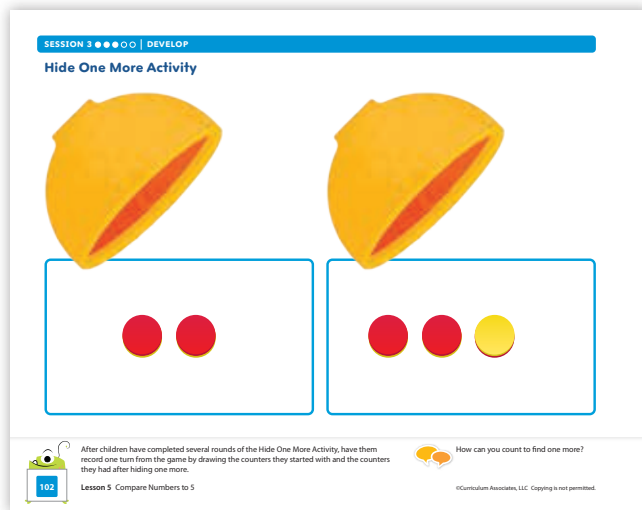 SESSION 3 | DEVELOP
Hide One More Activity
After children have completed several rounds of the Hide One More Activity, have them
record one turn from the game by drawing the counters they started with and the counters
they had after hiding one more.
How can you count to find one more?
102
Lesson 5 Compare Numbers to 5
©Curriculum Associates, LLC Copying is not permitted.